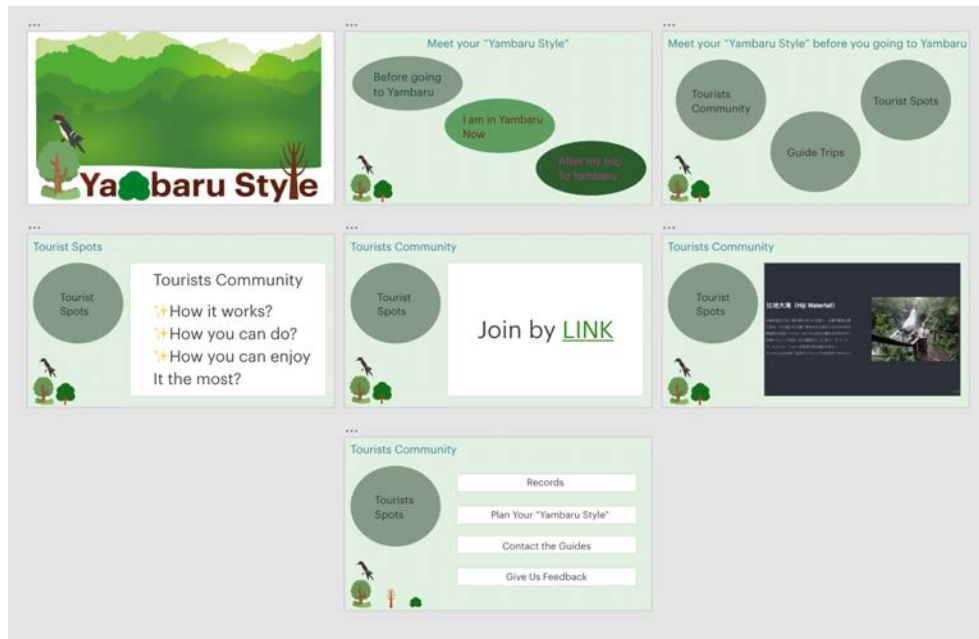 Yambaru Style
Meet your "Yambaru Style"
Before going
to Yambaru
I am in Yambaru
Now
After my trip
To Yambaru
Meet your "Yambaru Style" before you going to Yambaru
Tourists
Community
Guide Trips
Tourist Spots
Tourist Spots
Tourist
Spots
Tourists Community
✨How it works?
✨How you can do?
✨How you can enjoy
It the most?
Tourists Community
Tourist
Spots
Join by LINK
Tourists Community
Tourist
Spots
比地大滝 (Hiji Waterfall)
Tourists Community
Tourists
Spots
Records
Plan Your "Yambaru Style"
Contact the Guides
Give Us Feedback